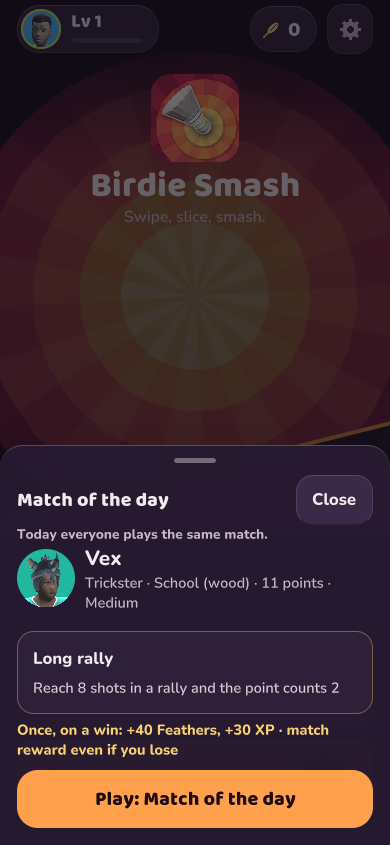 Lv 1
0
Birdie Smash
Swipe, slice, smash.
Match of the day
Close
Today everyone plays the same match.
Vex
Trickster · School (wood) · 11 points ·
Medium
Long rally
Reach 8 shots in a rally and the point counts 2
Once, on a win: +40 Feathers, +30 XP · match
reward even if you lose
Play: Match of the day